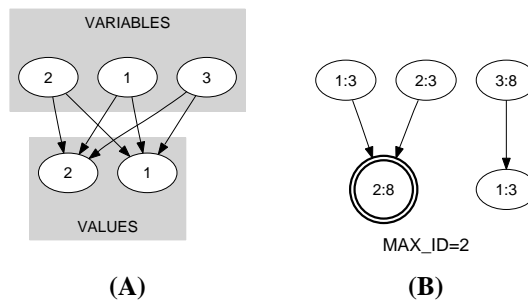 VARIABLES
2 1 3
2 1
VALUES
(A)
1:3 2:3 3:8
2:8 1:3
MAX_ID=2
(B)